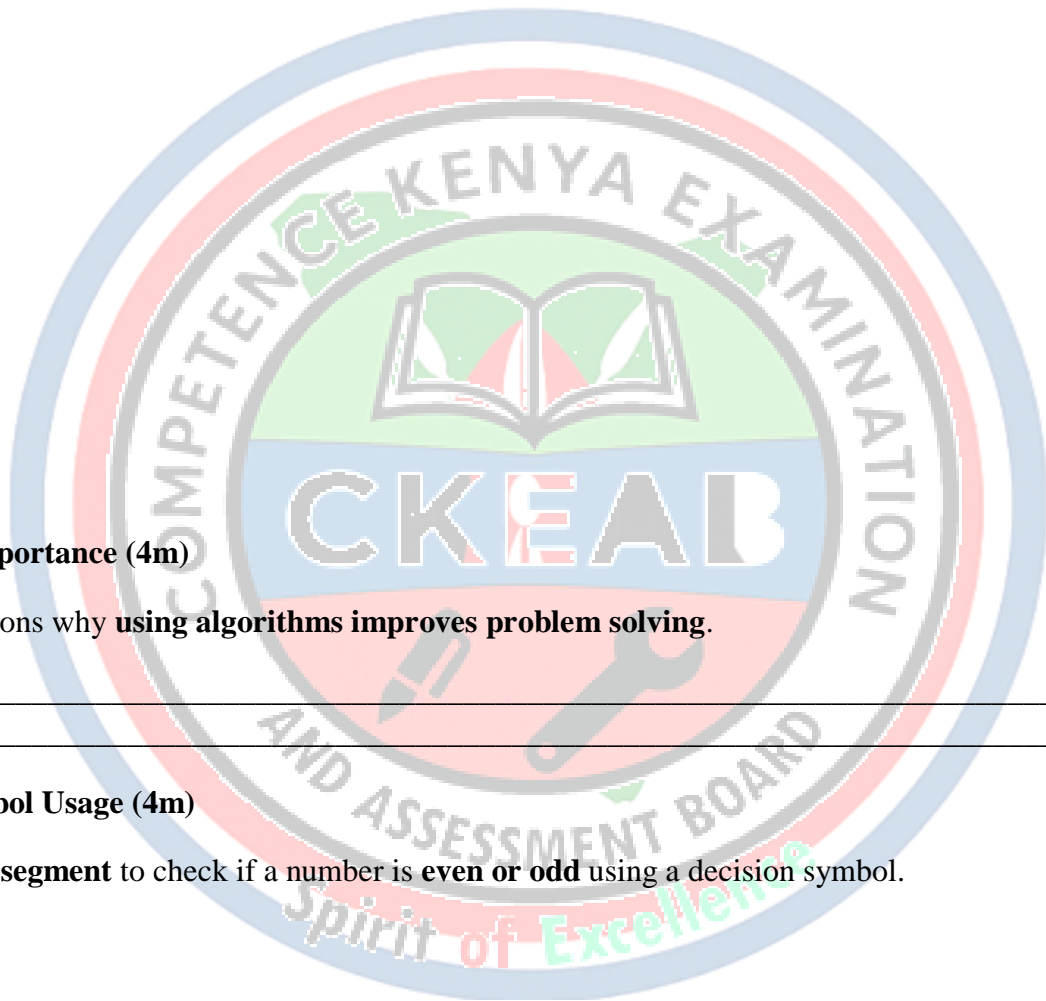 COMPETENCE KENYA EXAMINATION
CKEAB
portance (4m)
ons why using algorithms improves problem solving.
AND ASSESSMENT BOARD
ol Usage (4m)
segment to check if a number is even or odd using a decision symbol.
Spirit of Excellence